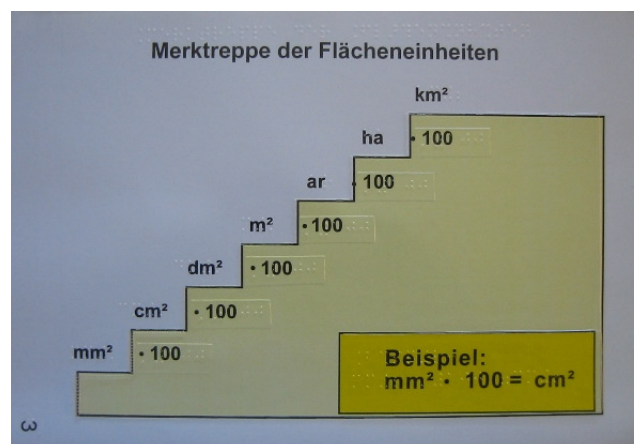 Merktreppe der Flächeneinheiten
km²
ha
· 100
ar
· 100
m²
· 100
dm²
· 100
cm²
· 100
mm²
· 100
Beispiel:
mm² · 100 = cm²
3